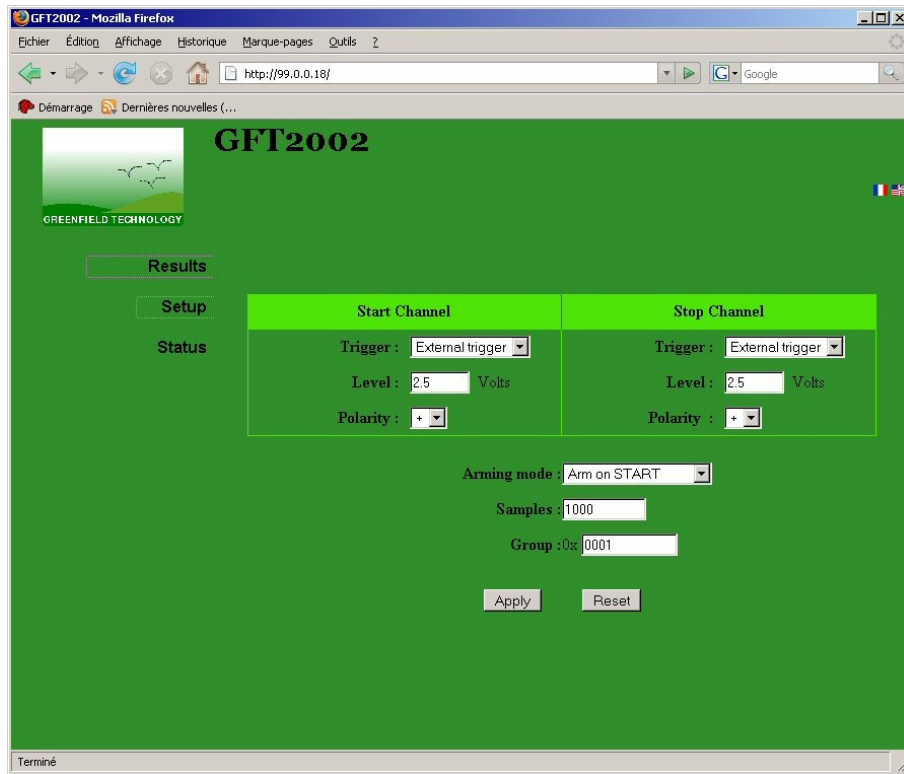 GFT2002 - Mozilla Firefox
Fichier Édition Affichage Historique Marque-pages Outils ?
http://99.0.0.18/
G Google
Démarrage Dernières nouvelles (...
GFT2002
GREENFIELD TECHNOLOGY
Results
Setup
Status
Start Channel Stop Channel
Trigger : External trigger Trigger : External trigger
Level : 2.5 Volts Level : 2.5 Volts
Polarity : + Polarity : +
Arming mode : Arm on START
Samples : 1000
Group : 0x 0001
Apply Reset
Terminé